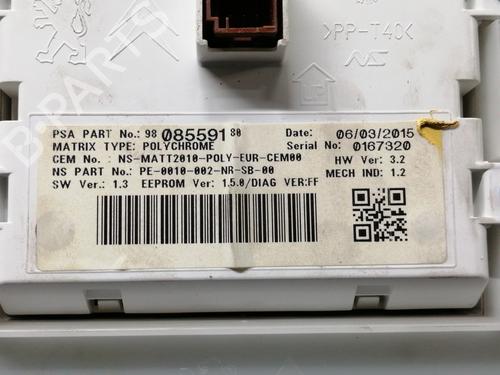 >PP-T40<
NS
PSA PART No.: 98 085591 80 Date: 06/03/2015
MATRIX TYPE: POLYCHROME Serial No: 0167320
CEM No. : NS-MATT2010-POLY-EUR-CEM00 HW Ver: 3.2
NS PART No.: PE-0010-002-NR-SB-00 MECH IND: 1.2
SW Ver.: 1.3 EEPROM Ver: 1.5.0/DIAG VER:FF
B-Parts